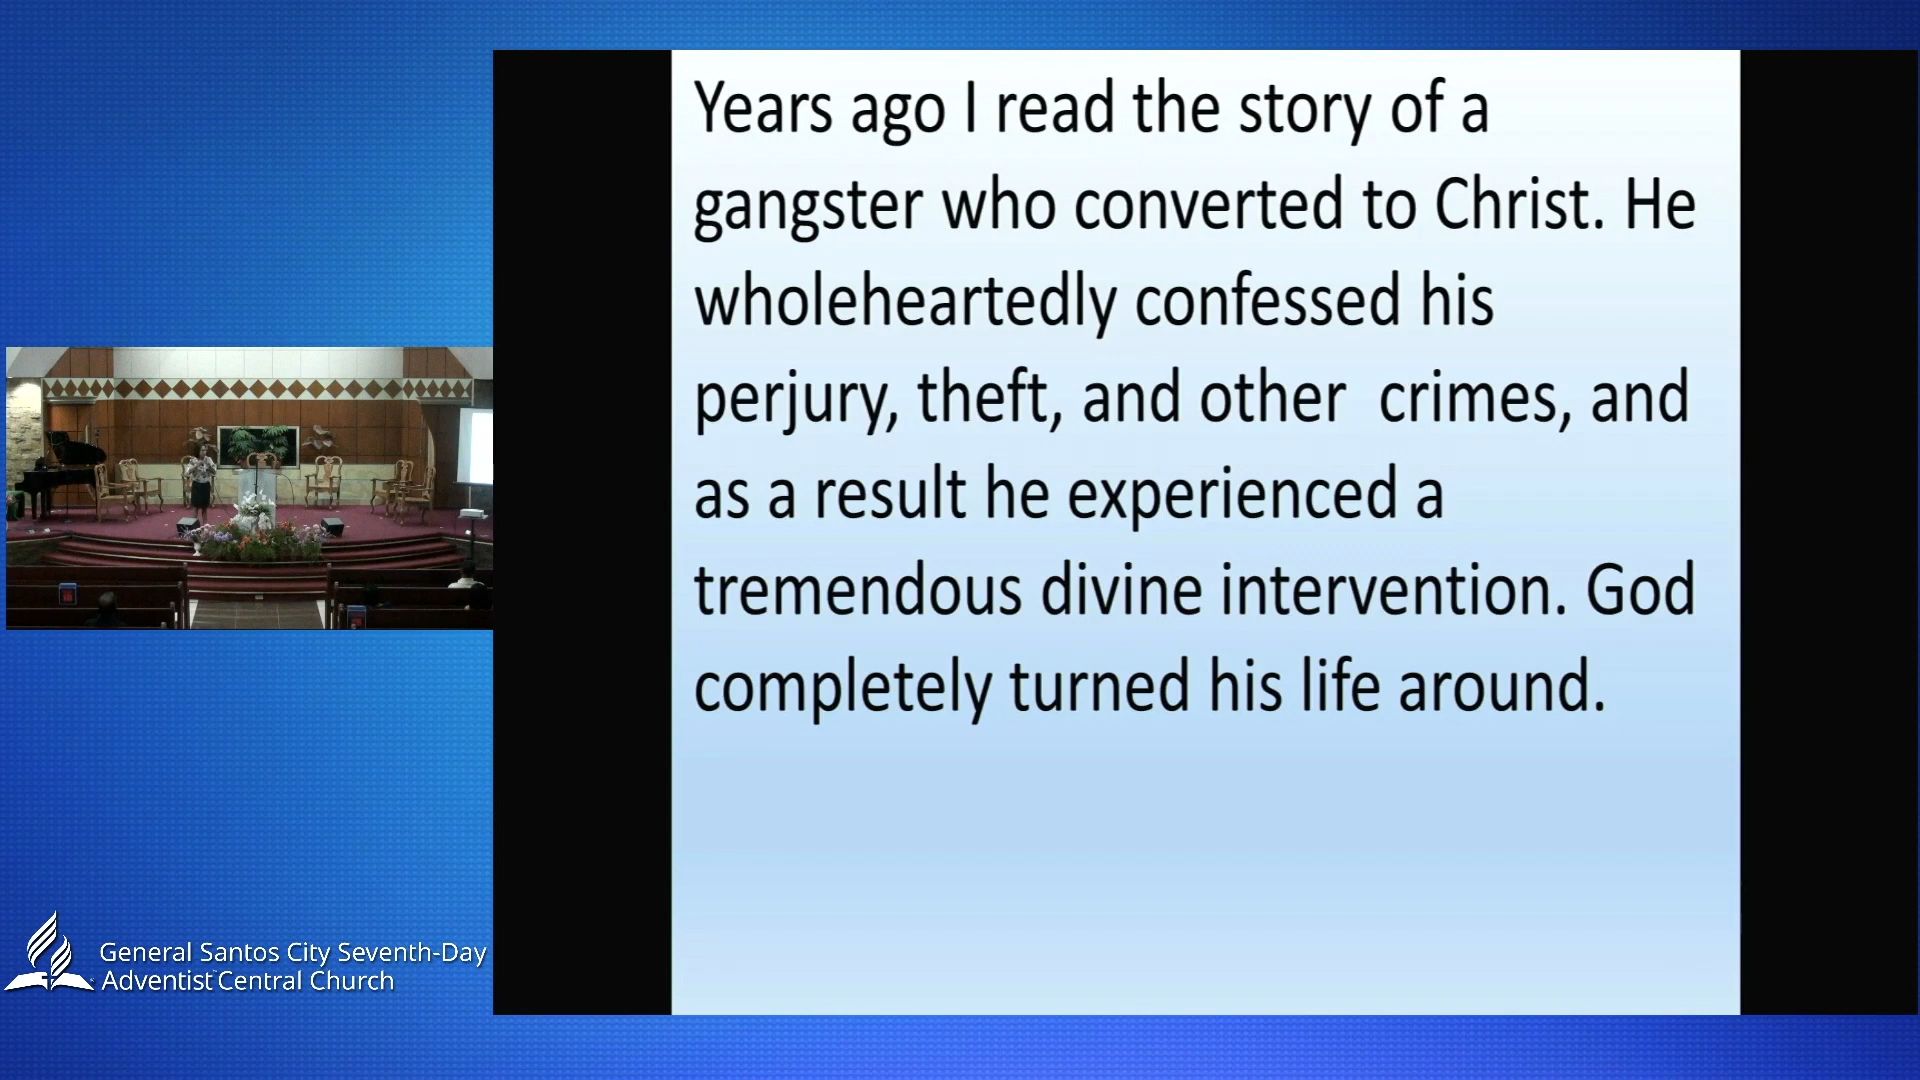 Years ago I read the story of a
gangster who converted to Christ. He
wholeheartedly confessed his
perjury, theft, and other  crimes, and
as a result he experienced a
tremendous divine intervention. God
completely turned his life around.
General Santos City Seventh-Day
Adventist Central Church